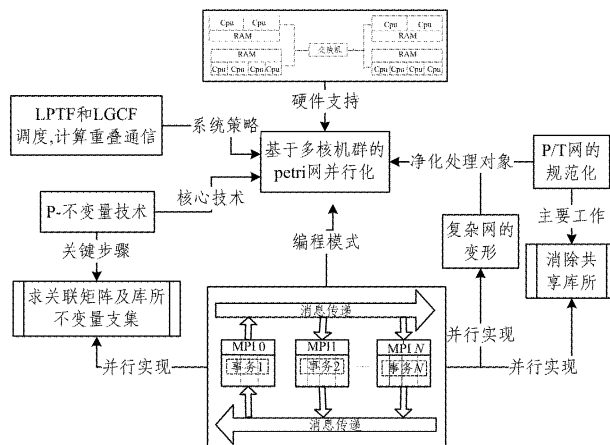 Cpu Cpu Cpu Cpu
RAM RAM
交换机
RAM RAM
Cpu Cpu Cpu Cpu Cpu Cpu Cpu Cpu
硬件支持
LPTF和LGCF
调度,计算重叠通信
系统策略
基于多核机群的
petri网并行化
净化处理对象
P/T网的
规范化
P-不变量技术
核心技术
关键步骤
编程模式
复杂网的
变形
主要工作
消除共
享库所
求关联矩阵及库所
不变量支集
消息传递
MPI 0 MPI1 MPI N
事务1 事务2 ... 事务N
消息传递
并行实现
并行实现
并行实现